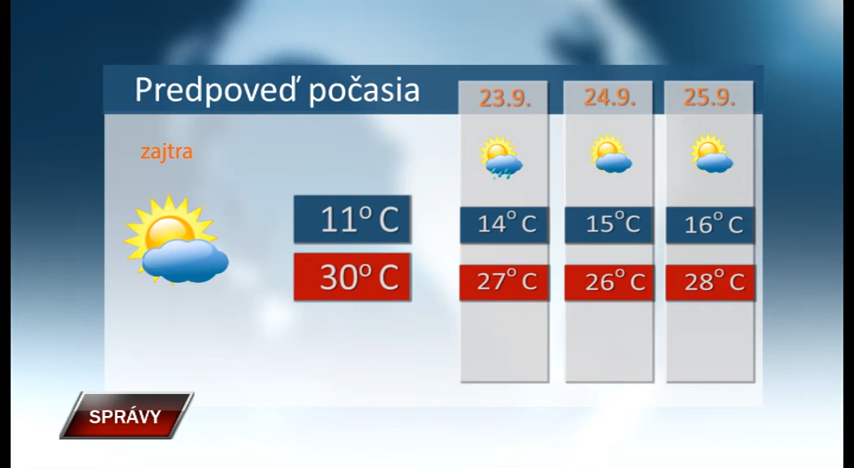 Predpoveď počasia
zajtra
11° C
30° C
23.9. 24.9. 25.9.
14° C 15°C 16° C
27° C 26° C 28° C
SPRÁVY